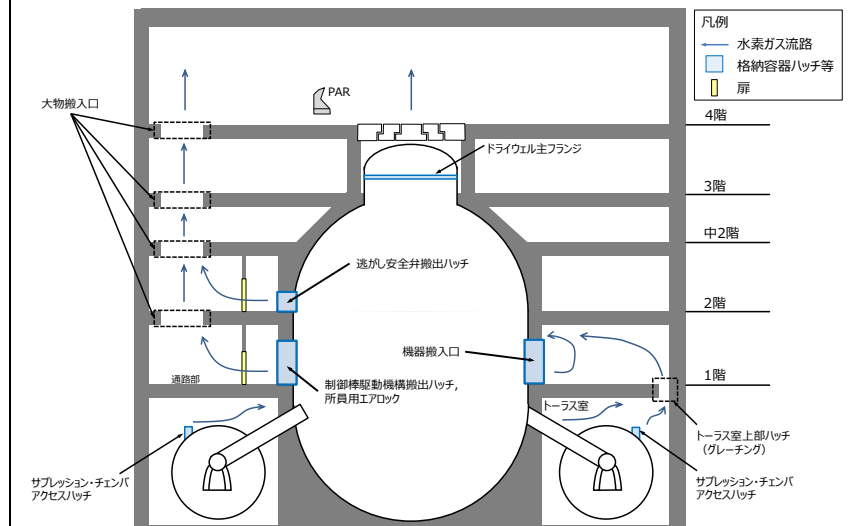 凡例
水素ガス流路
格納容器ハッチ等
扉
PAR
大物搬入口
4階
ドライウェル主フランジ
3階
中2階
逃がし安全弁搬出ハッチ
2階
機器搬入口
通路部
制御棒駆動機構搬出ハッチ,
所員用エアロック
1階
トーラス室
トーラス室上部ハッチ
(グレーチング)
サプレッション・チェンバ
アクセスハッチ
サプレッション・チェンバ
アクセスハッチ